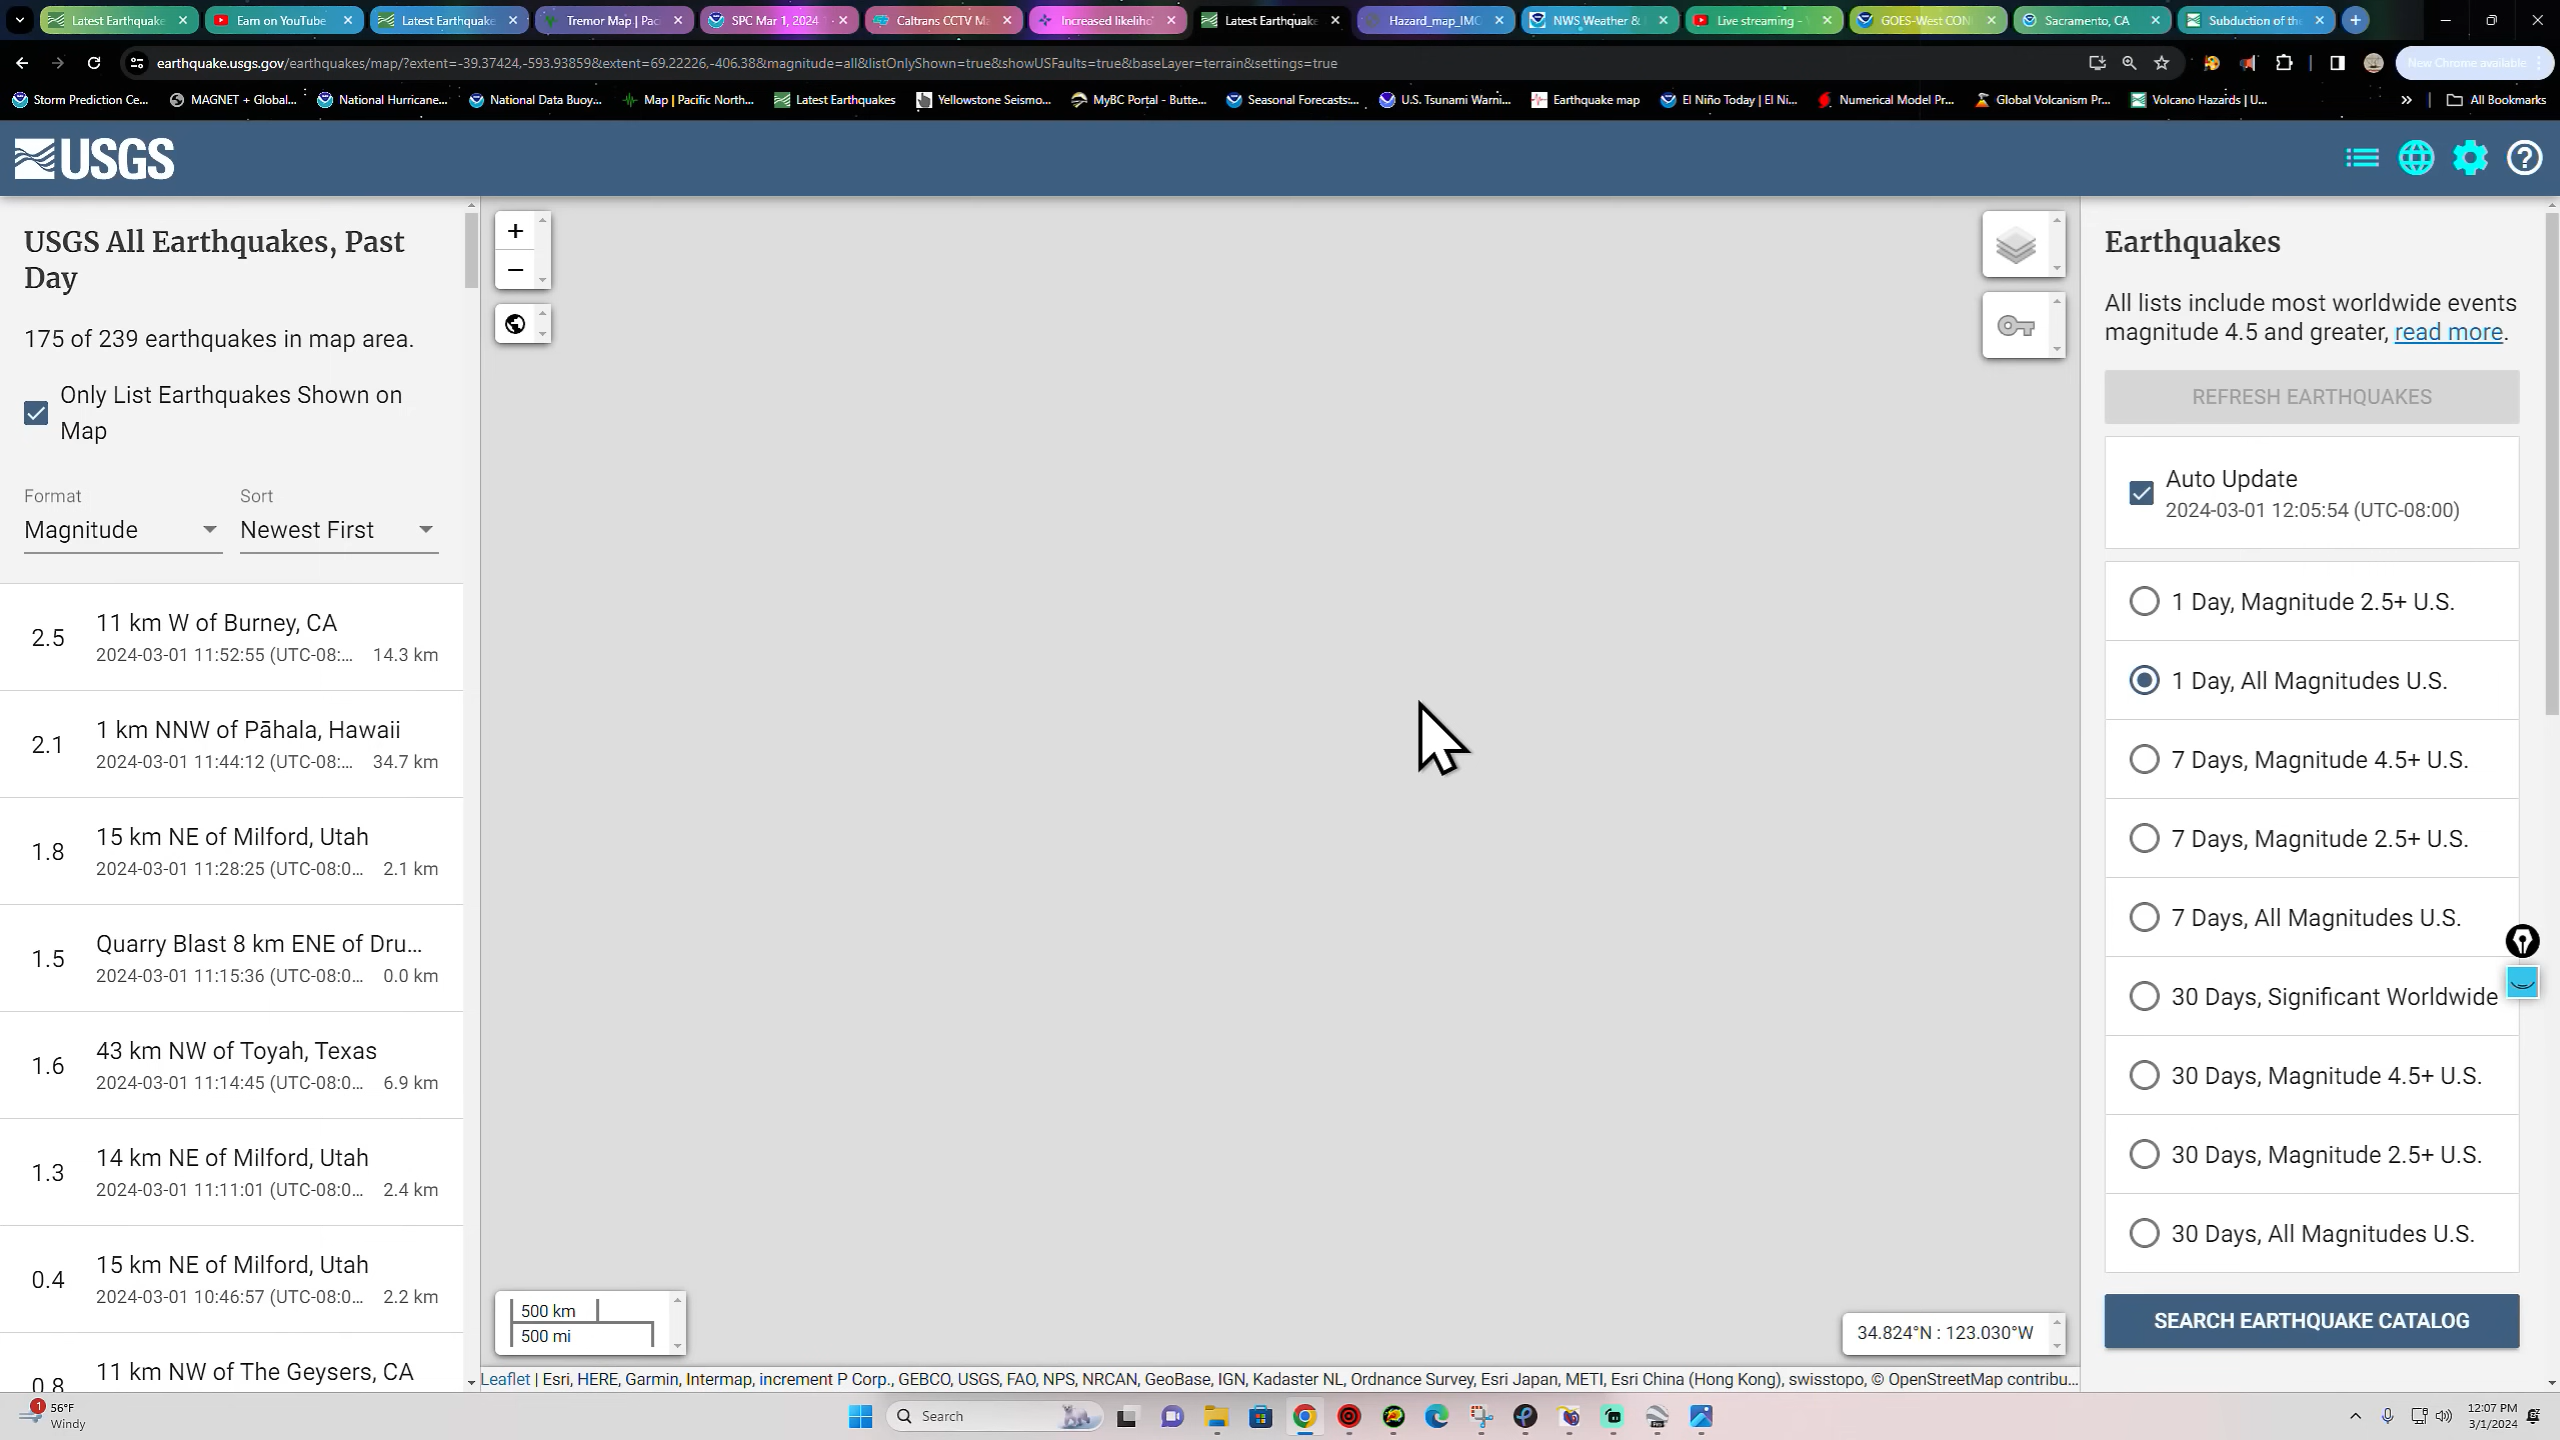 Latest Earthquake
Earn on YouTube
Latest Earthquake
Tremor Map | Pac
SPC Mar 1, 2024
Caltrans CCTV Ma
Increased likeliho
Latest Earthquake
Hazard_map_IMO
NWS Weather &
Live streaming -
GOES-West CON
Sacramento, CA
Subduction of the
earthquake.usgs.gov/earthquakes/map/?extent=-39.37424,-593.93859&extent=69.22226,-406.38&magnitude=all&listOnlyShown=true&showUSFaults=true&baseLayer=terrain&settings=true
New Chrome available
Storm Prediction Ce...
MAGNET + Global...
National Hurricane...
National Data Buoy...
Map | Pacific North...
Latest Earthquakes
Yellowstone Seismo...
MyBC Portal - Butte...
Seasonal Forecasts:...
U.S. Tsunami Warni...
Earthquake map
El Niño Today | El Ni...
Numerical Model Pr...
Global Volcanism Pr...
Volcano Hazards | U...
All Bookmarks
USGS
USGS All Earthquakes, Past
Day
175 of 239 earthquakes in map area.
Only List Earthquakes Shown on
Map
Format
Sort
Magnitude
Newest First
2.5
11 km W of Burney, CA
2024-03-01 11:52:55 (UTC-08:... 14.3 km
2.1
1 km NNW of Pāhala, Hawaii
2024-03-01 11:44:12 (UTC-08:... 34.7 km
1.8
15 km NE of Milford, Utah
2024-03-01 11:28:25 (UTC-08:0... 2.1 km
1.5
Quarry Blast 8 km ENE of Dru...
2024-03-01 11:15:36 (UTC-08:0... 0.0 km
1.6
43 km NW of Toyah, Texas
2024-03-01 11:14:45 (UTC-08:0... 6.9 km
1.3
14 km NE of Milford, Utah
2024-03-01 11:11:01 (UTC-08:0... 2.4 km
0.4
15 km NE of Milford, Utah
2024-03-01 10:46:57 (UTC-08:0... 2.2 km
0.8
11 km NW of The Geysers, CA
500 km
500 mi
34.824°N : 123.030°W
Leaflet | Esri, HERE, Garmin, Intermap, increment P Corp., GEBCO, USGS, FAO, NPS, NRCAN, GeoBase, IGN, Kadaster NL, Ordnance Survey, Esri Japan, METI, Esri China (Hong Kong), swisstopo, © OpenStreetMap contribu...
Earthquakes
All lists include most worldwide events
magnitude 4.5 and greater, read more.
REFRESH EARTHQUAKES
Auto Update
2024-03-01 12:05:54 (UTC-08:00)
1 Day, Magnitude 2.5+ U.S.
1 Day, All Magnitudes U.S.
7 Days, Magnitude 4.5+ U.S.
7 Days, Magnitude 2.5+ U.S.
7 Days, All Magnitudes U.S.
30 Days, Significant Worldwide
30 Days, Magnitude 4.5+ U.S.
30 Days, Magnitude 2.5+ U.S.
30 Days, All Magnitudes U.S.
SEARCH EARTHQUAKE CATALOG
1
56°F
Windy
Search
12:07 PM
3/1/2024